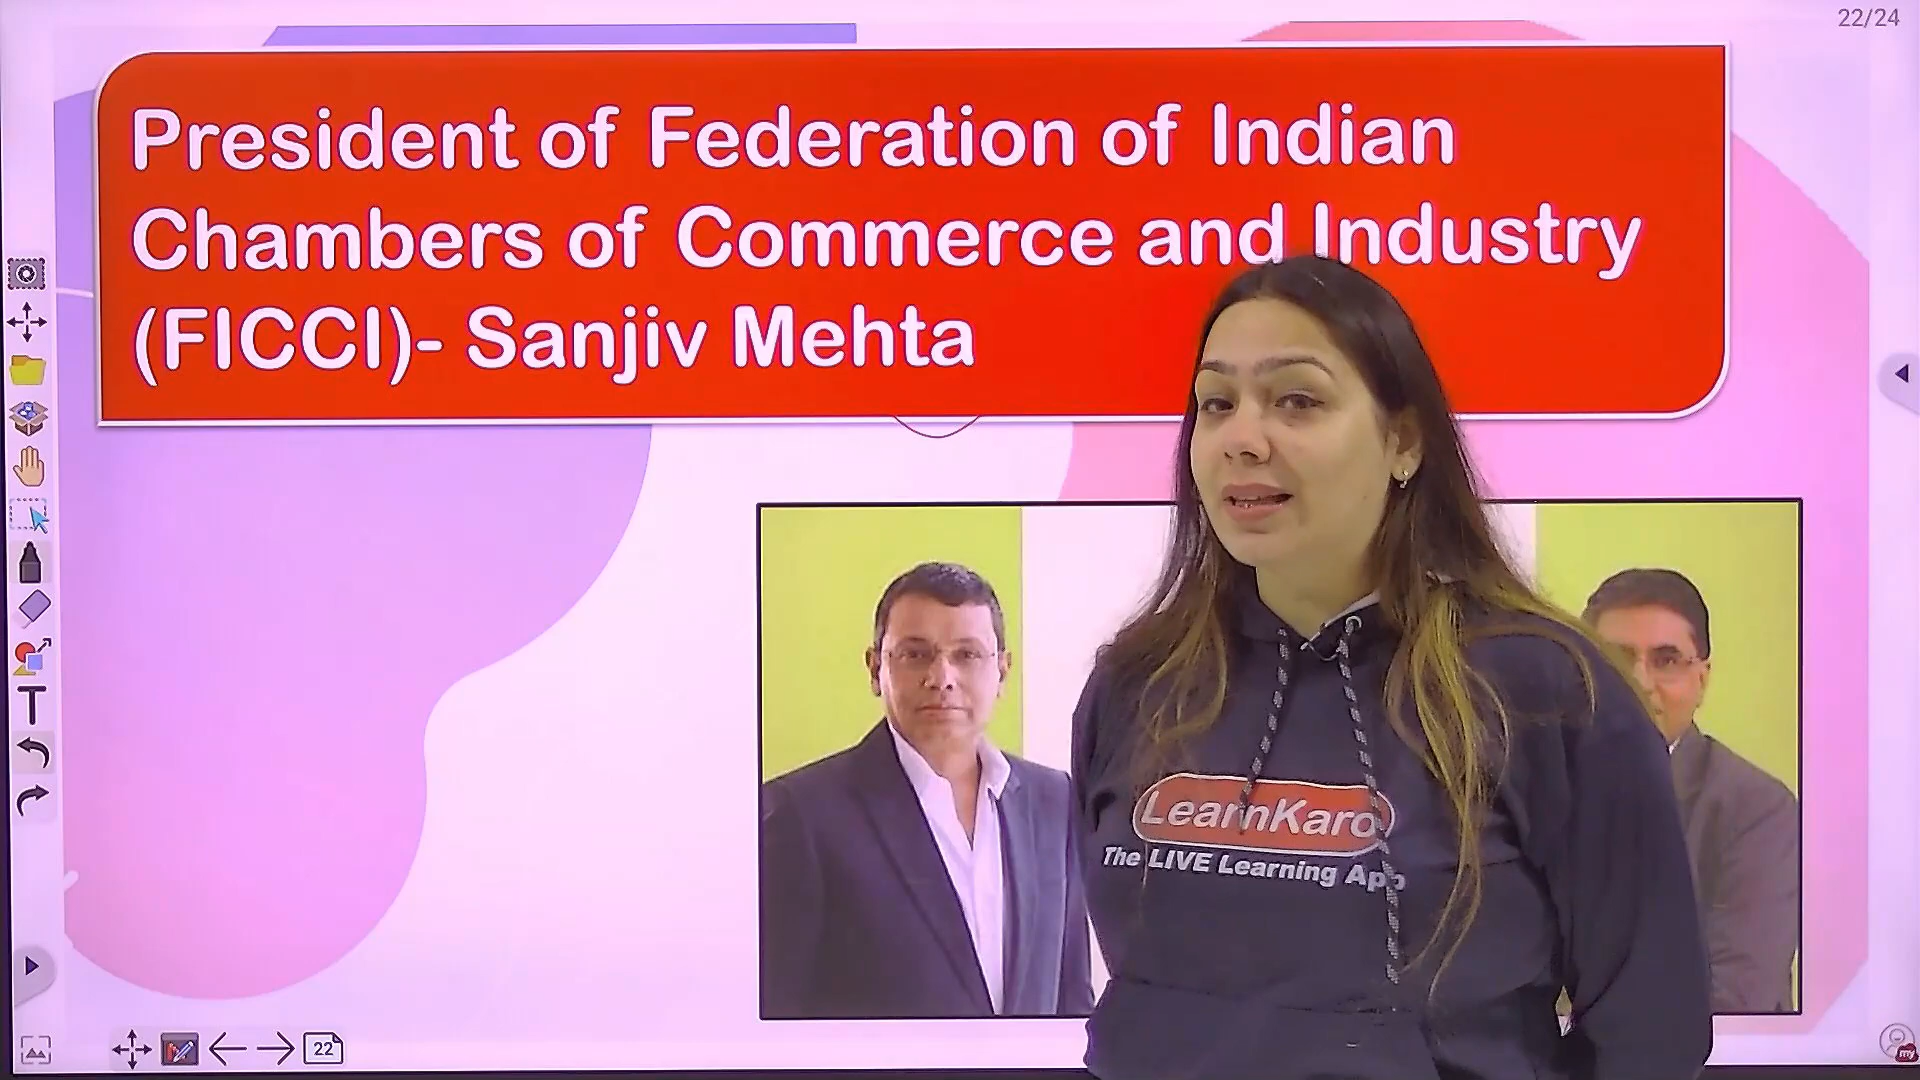 22/24
President of Federation of Indian
Chambers of Commerce and Industry
(FICCI)- Sanjiv Mehta
LearnKaro
The LIVE Learning App
T
22
my